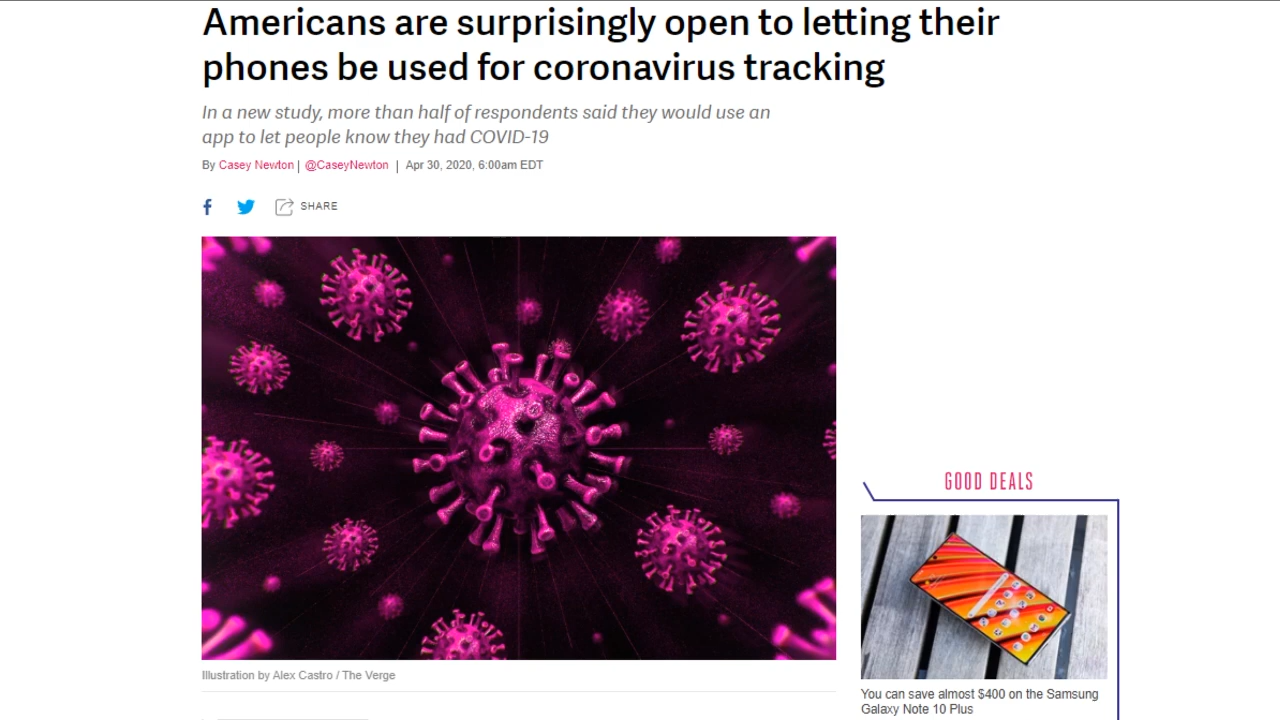 Americans are surprisingly open to letting their
phones be used for coronavirus tracking
In a new study, more than half of respondents said they would use an
app to let people know they had COVID-19
By Casey Newton | @CaseyNewton | Apr 30, 2020, 6:00am EDT
SHARE
Illustration by Alex Castro / The Verge
GOOD DEALS
You can save almost $400 on the Samsung
Galaxy Note 10 Plus